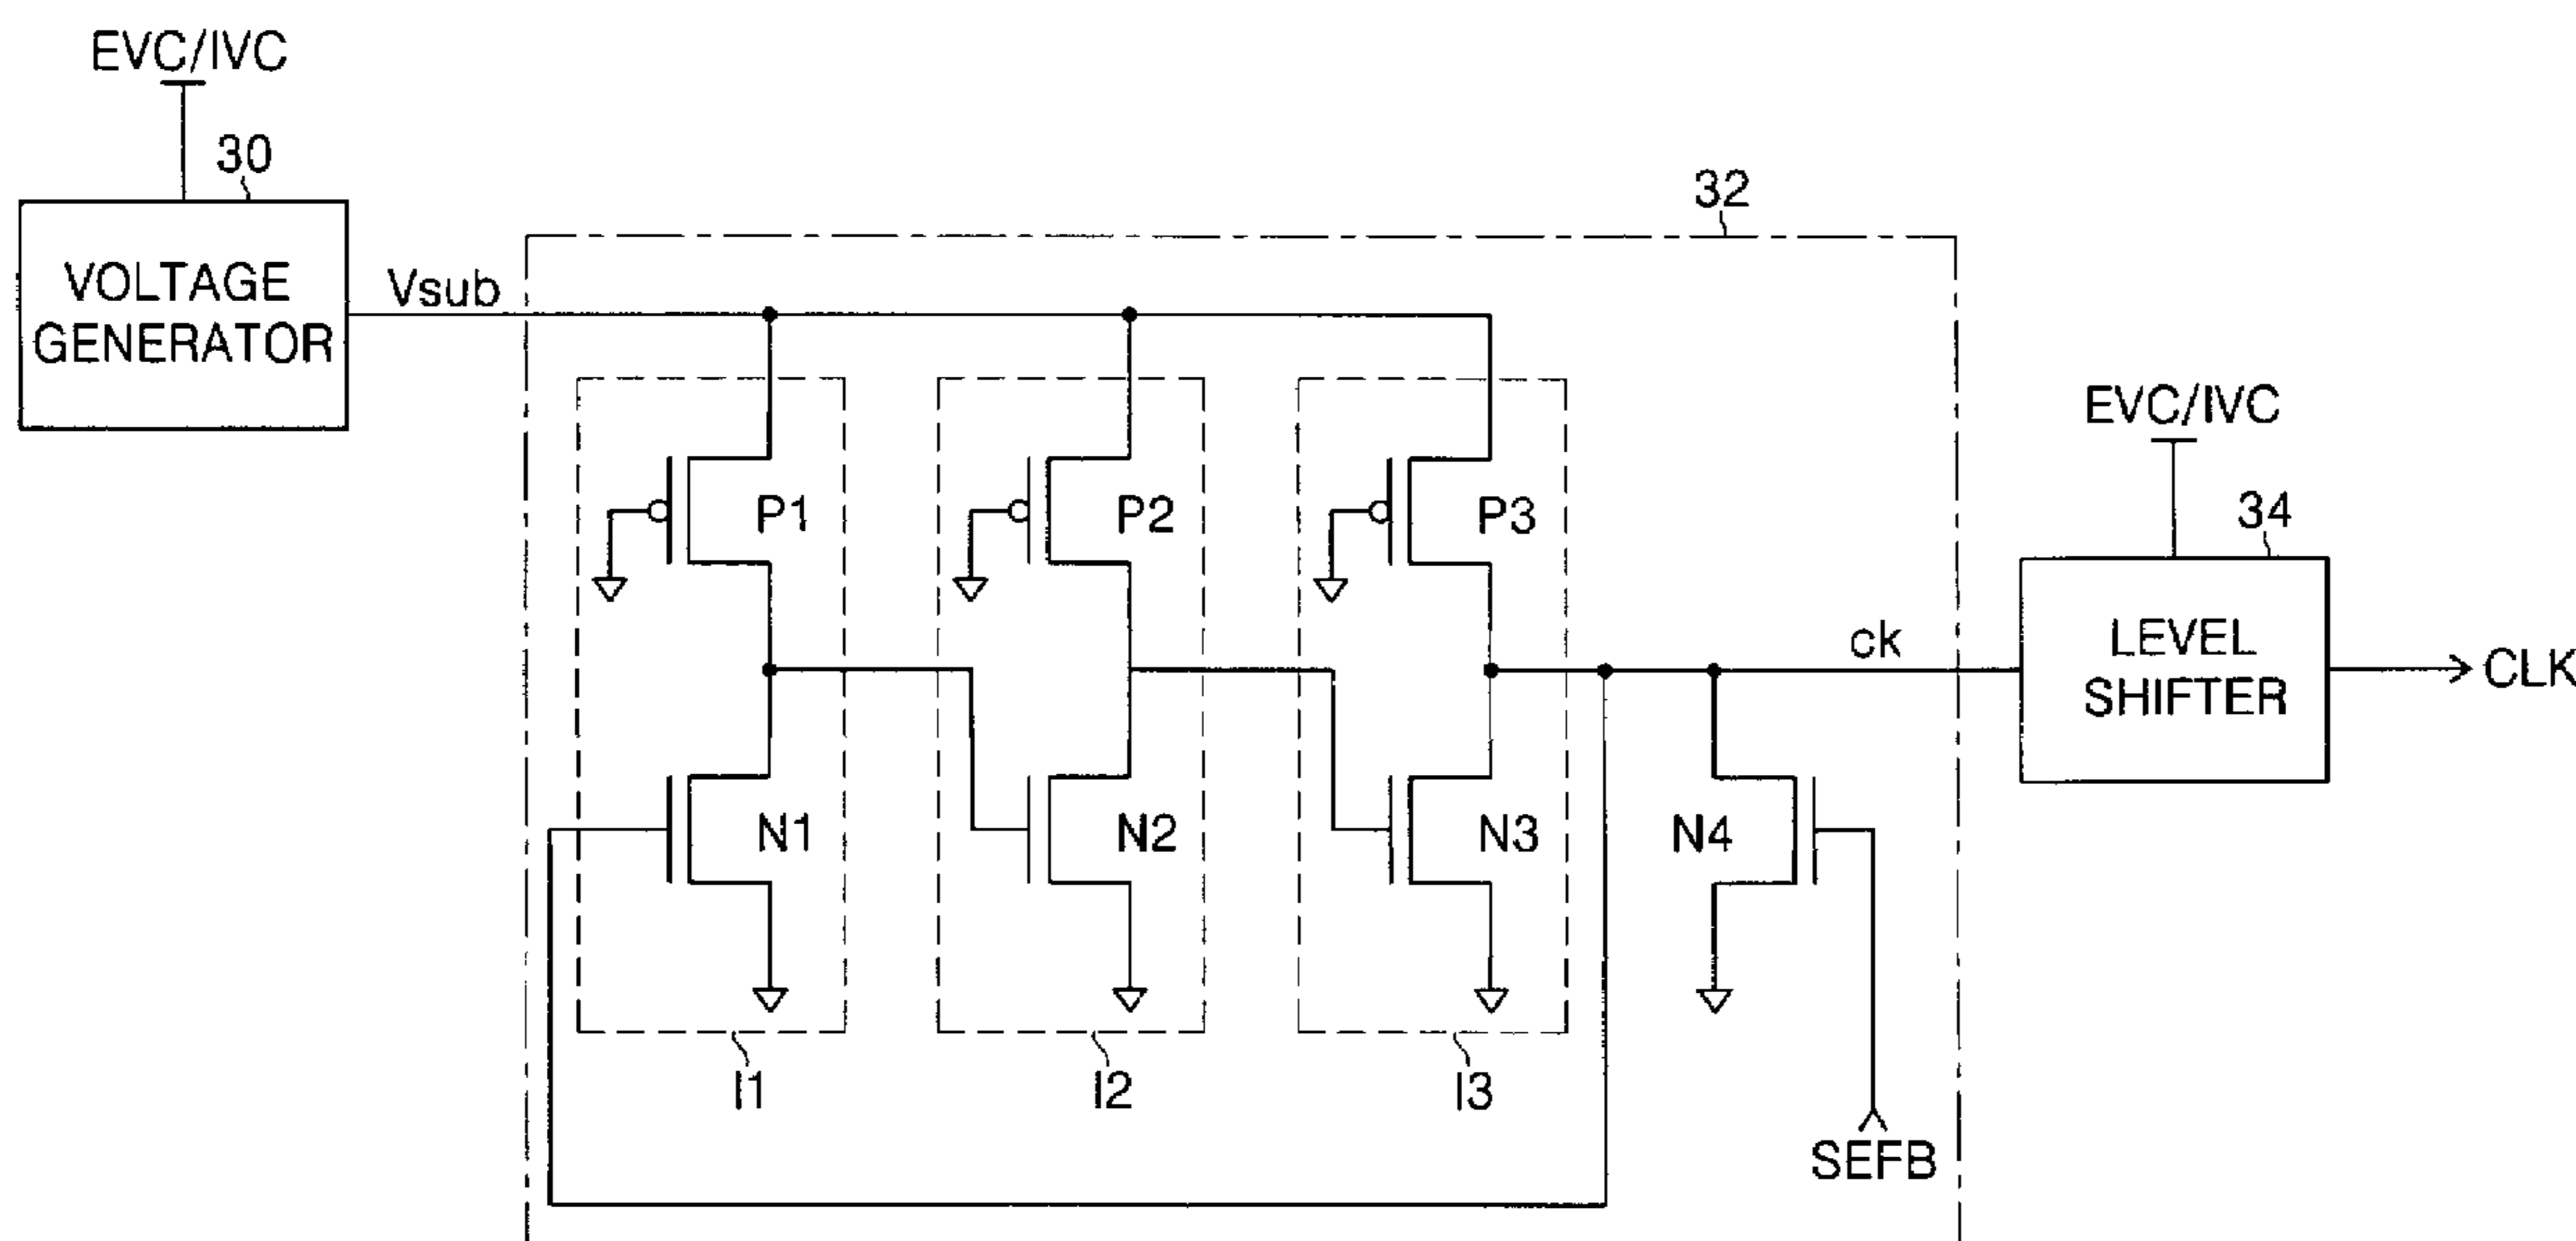 EVC/IVC
30
VOLTAGE
GENERATOR
Vsub
32
P1
P2
P3
EVC/IVC
34
LEVEL
SHIFTER
ck
CLK
N1
N2
N3
N4
I1
I2
I3
SEFB